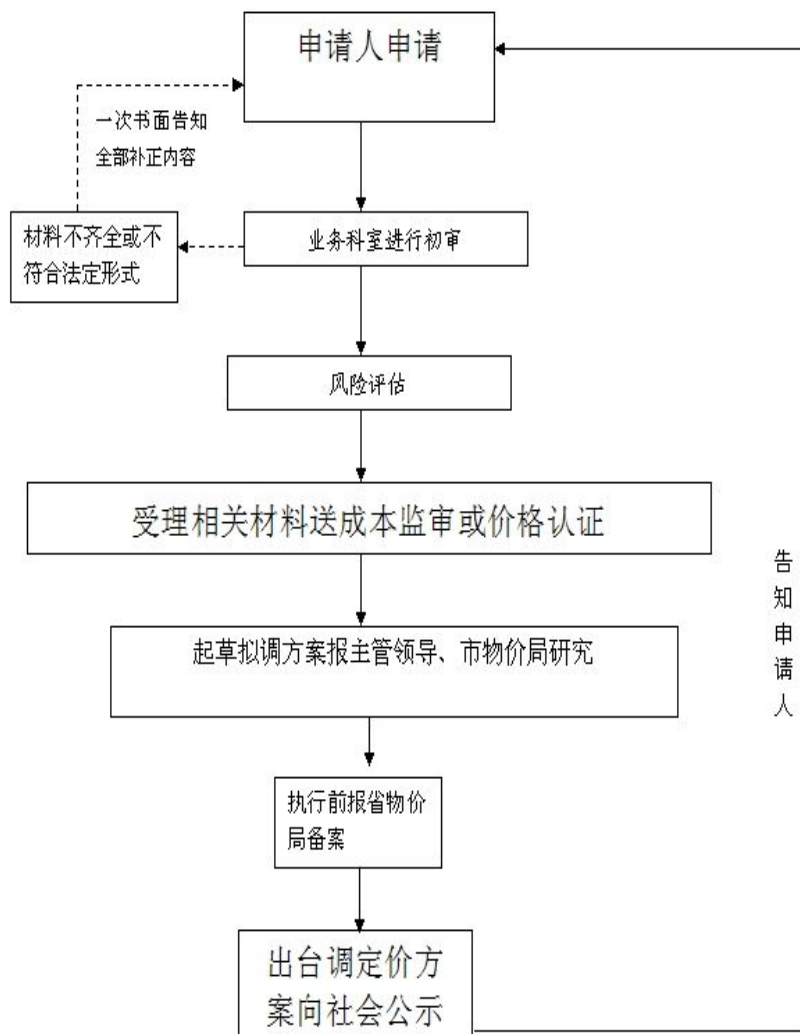 申请人申请
一次书面告知
全部补正内容
材料不齐全或不
符合法定形式
业务科室进行初审
风险评估
受理相关材料送成本监审或价格认证
告知申请人
起草拟调方案报主管领导、市物价局研究
执行前报省物价
局备案
出台调定价方
案向社会公示